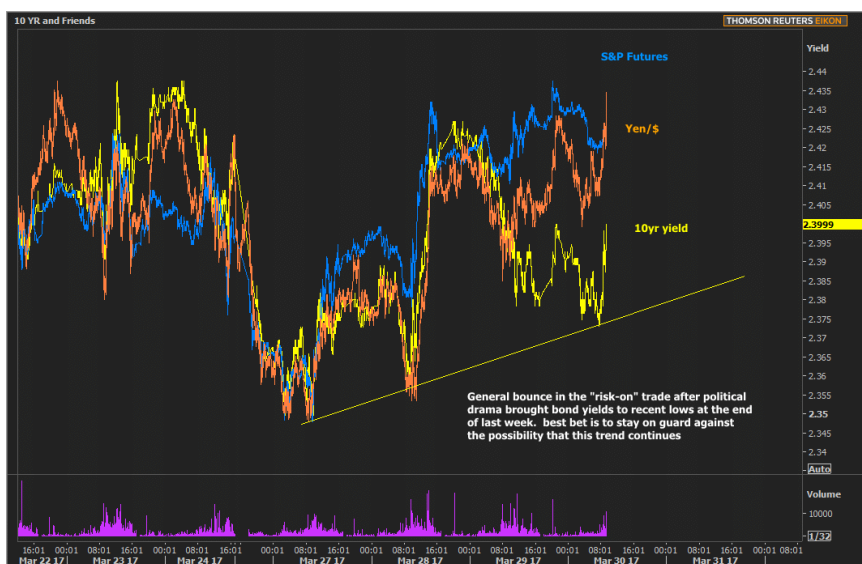 10 YR and Friends
THOMSON REUTERS EIKON
Yield
S&P Futures
2.44
2.435
2.43
Yen/$
2.425
2.42
2.415
2.41
2.405
10yr yield
2.3999
2.395
2.39
2.385
2.38
2.375
2.37
2.365
2.36
General bounce in the "risk-on" trade after political
drama brought bond yields to recent lows at the end
of last week. best bet is to stay on guard against
the possibility that this trend continues
2.355
2.35
2.345
2.34
Auto
Volume
10000
1/32
16:01 00:01 08:01 16:01 00:01 08:01 16:01 00:01 08:01 16:01 00:01 08:01 16:01 00:01 08:01 16:01 00:01 08:01 16:01 00:01 08:01 16:01 00:01 08:01
Mar 22 17 Mar 23 17 Mar 24 17 Mar 27 17 Mar 28 17 Mar 29 17 Mar 30 17 Mar 31 17